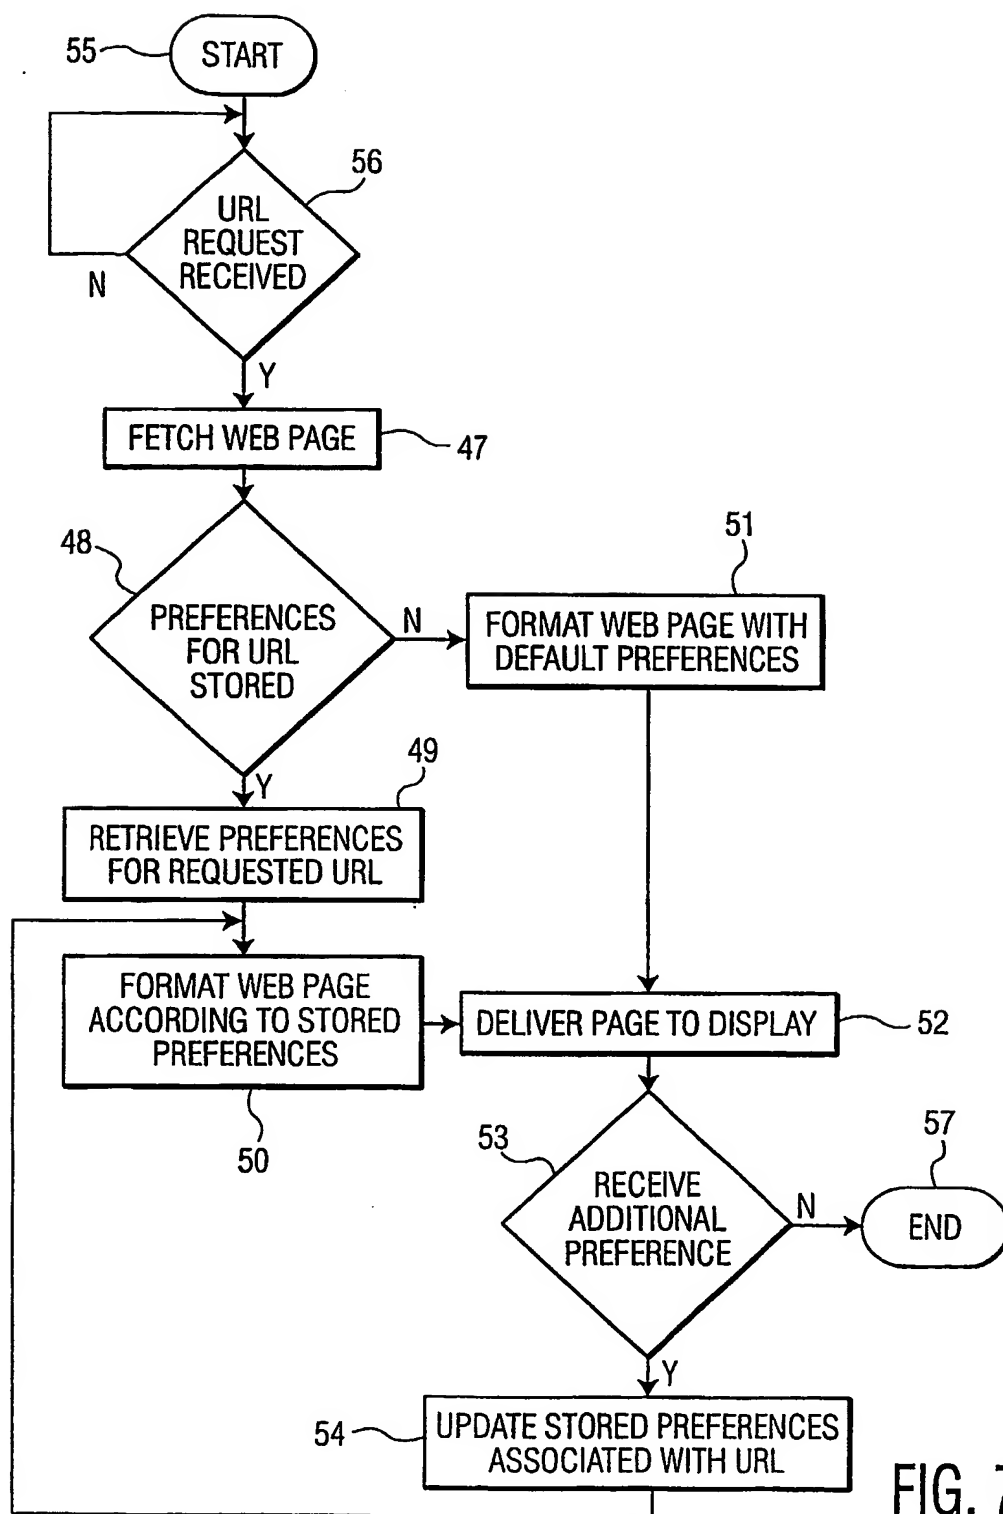 55
START
56
URL
REQUEST
RECEIVED
N
Y
FETCH WEB PAGE
47
48
PREFERENCES
FOR URL
STORED
N
51
FORMAT WEB PAGE WITH
DEFAULT PREFERENCES
Y
49
RETRIEVE PREFERENCES
FOR REQUESTED URL
FORMAT WEB PAGE
ACCORDING TO STORED
PREFERENCES
50
DELIVER PAGE TO DISPLAY
52
53
RECEIVE
ADDITIONAL
PREFERENCE
N
57
END
Y
54
UPDATE STORED PREFERENCES
ASSOCIATED WITH URL
FIG. 7